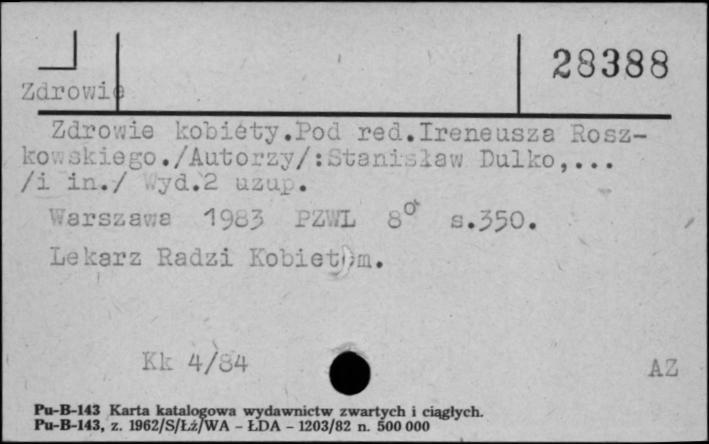 28388
Zdrowie
Zdrowie kobiety.Pod red.Ireneusza Rosz-
kowskiego./Autorzy/:Stanisław Dulko,...
/i in./ Wyd.2 uzup.
Warszawa 1983 PZWL 8° s.350.
Lekarz Radzi Kobietom.
Kk 4/84
AZ
Pu-B-143 Karta katalogowa wydawnictw zwartych i ciągłych.
Pu-B-143, z. 1962/S/Łź/WA - ŁDA - 1203/82 n. 500 000